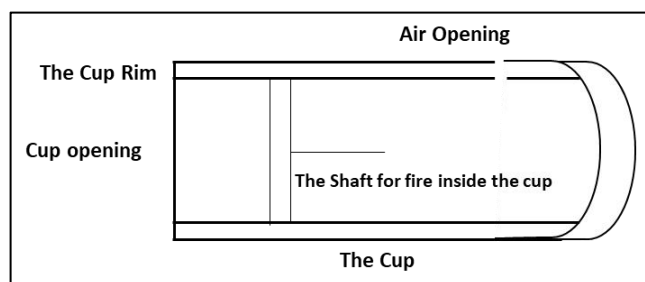 Air Opening
The Cup Rim
Cup opening
The Shaft for fire inside the cup
The Cup